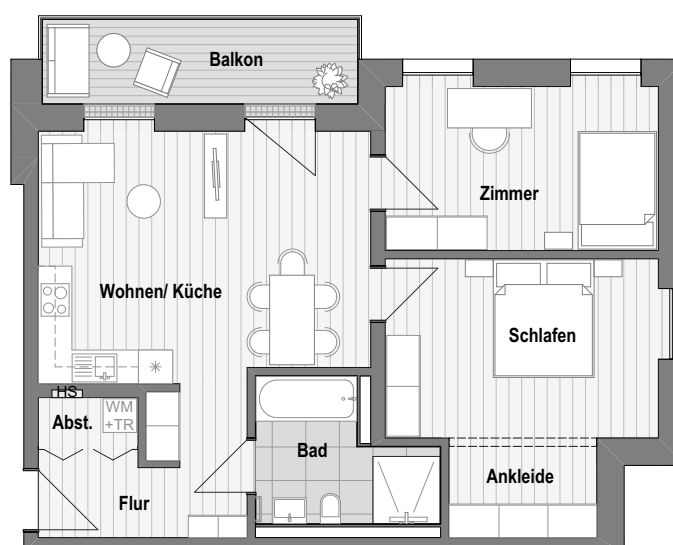 Balkon
Zimmer
Wohnen/ Küche
Schlafen
HS
WM
+TR
Abst.
Bad
Ankleide
Flur